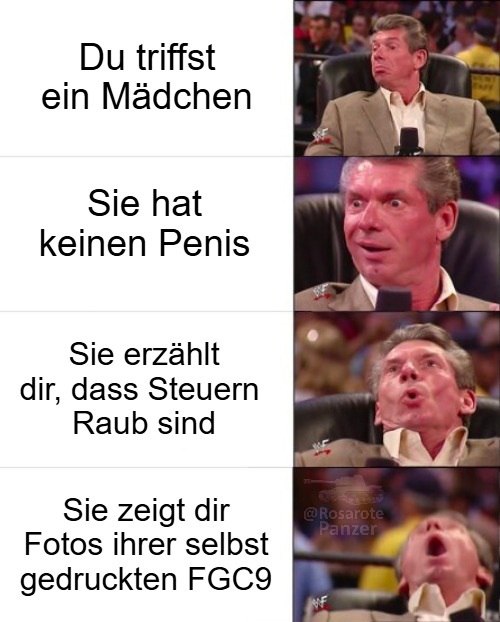 Du triffst
ein Mädchen
Sie hat
keinen Penis
Sie erzählt
dir, dass Steuern
Raub sind
Sie zeigt dir
Fotos ihrer selbst
gedruckten FGC9
@Rosarote
Panzer